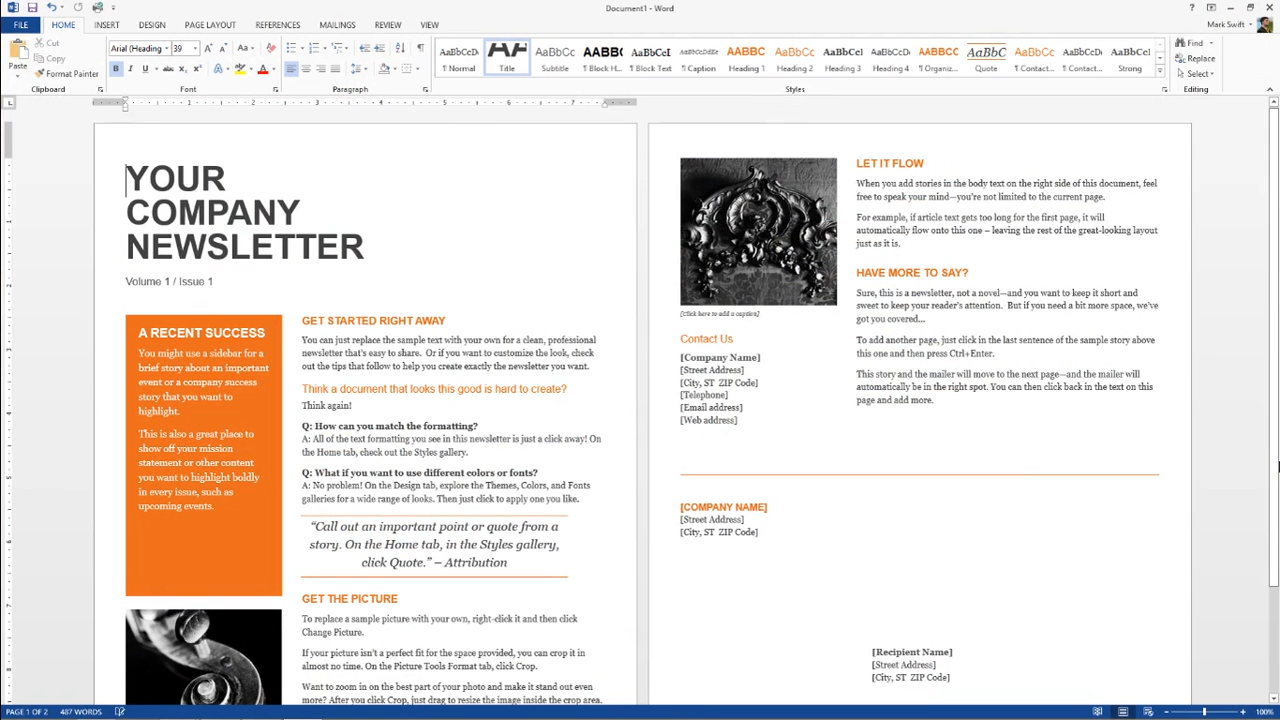 Document1 - Word
Mark Swift
FILE HOME INSERT DESIGN PAGE LAYOUT REFERENCES MAILINGS REVIEW VIEW
Paste
Cut
Copy
Format Painter
Clipboard
Arial (Heading 39
B I U abc X₂ X²
Font
Paragraph
AaBbCcDc
¶ Normal
Title
AaBbCc
Subtitle
AABBC
¶ Block H...
AaBbCcI
¶ Block Text
AaBbCcDc
¶ Caption
AABBC
Heading 1
AaBbCc
Heading 2
AaBbCcI
Heading 3
AaBbCcDc
Heading 4
AABBCC
¶ Organiz...
AaBbC
Quote
AaBbCc
¶ Contact...
AaBbCcDc
¶ Contact...
AaBbCcI
Strong
Styles
Find
Replace
Select
Editing
1 2 3 4 5 6 7
YOUR
COMPANY
NEWSLETTER
Volume 1 / Issue 1
A RECENT SUCCESS
You might use a sidebar for a
brief story about an important
event or a company success
story that you want to
highlight.
This is also a great place to
show off your mission
statement or other content
you want to highlight boldly
in every issue, such as
upcoming events.
GET STARTED RIGHT AWAY
You can just replace the sample text with your own for a clean, professional
newsletter that's easy to share. Or if you want to customize the look, check
out the tips that follow to help you create exactly the newsletter you want.
Think a document that looks this good is hard to create?
Think again!
Q: How can you match the formatting?
A: All of the text formatting you see in this newsletter is just a click away! On
the Home tab, check out the Styles gallery.
Q: What if you want to use different colors or fonts?
A: No problem! On the Design tab, explore the Themes, Colors, and Fonts
galleries for a wide range of looks. Then just click to apply one you like.
“Call out an important point or quote from a
story. On the Home tab, in the Styles gallery,
click Quote.” – Attribution
GET THE PICTURE
To replace a sample picture with your own, right-click it and then click
Change Picture.
If your picture isn't a perfect fit for the space provided, you can crop it in
almost no time. On the Picture Tools Format tab, click Crop.
Want to zoom in on the best part of your photo and make it stand out even
more? After you click Crop, just drag to resize the image inside the crop area.
[Click here to add a caption]
Contact Us
[Company Name]
[Street Address]
[City, ST ZIP Code]
[Telephone]
[Email address]
[Web address]
LET IT FLOW
When you add stories in the body text on the right side of this document, feel
free to speak your mind—you're not limited to the current page.
For example, if article text gets too long for the first page, it will
automatically flow onto this one – leaving the rest of the great-looking layout
just as it is.
HAVE MORE TO SAY?
Sure, this is a newsletter, not a novel—and you want to keep it short and
sweet to keep your reader's attention. But if you need a bit more space, we've
got you covered...
To add another page, just click in the last sentence of the sample story above
this one and then press Ctrl+Enter.
This story and the mailer will move to the next page—and the mailer will
automatically be in the right spot. You can then click back in the text on this
page and add more.
[COMPANY NAME]
[Street Address]
[City, ST ZIP Code]
[Recipient Name]
[Street Address]
[City, ST ZIP Code]
PAGE 1 OF 2 487 WORDS
100%